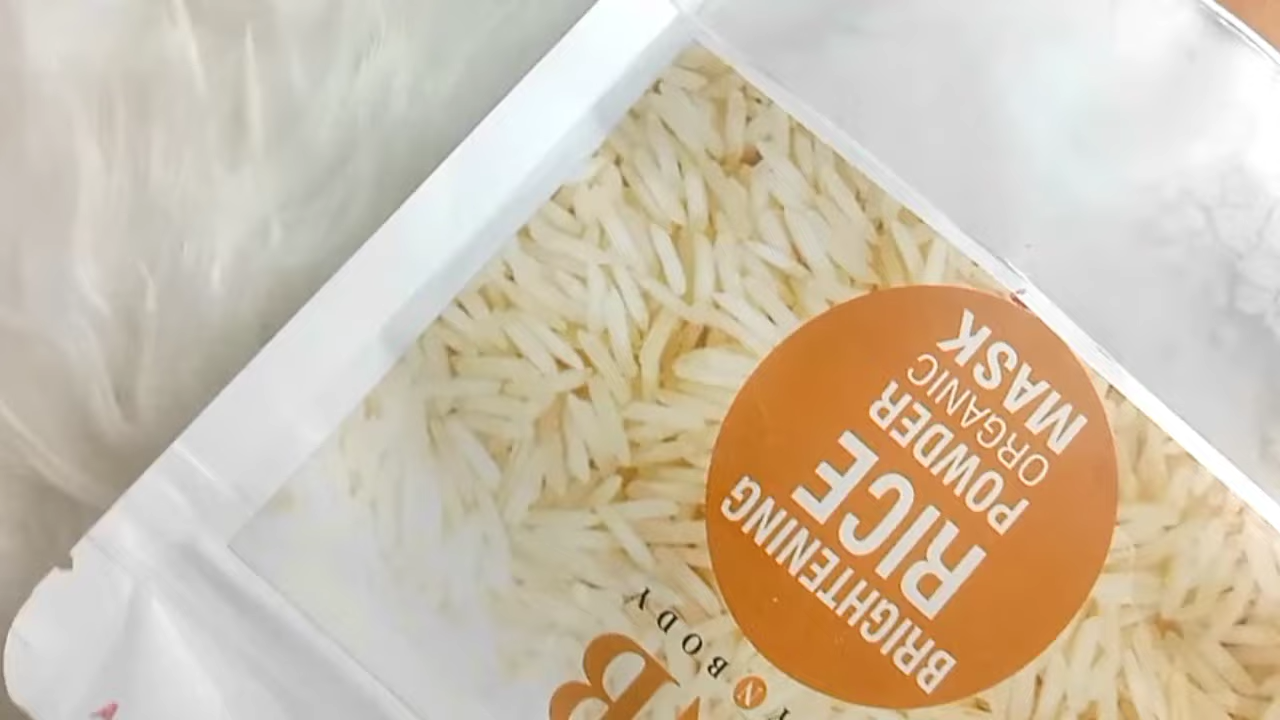 B
N BODY
BRIGHTENING
RICE
POWDER
ORGANIC
MASK